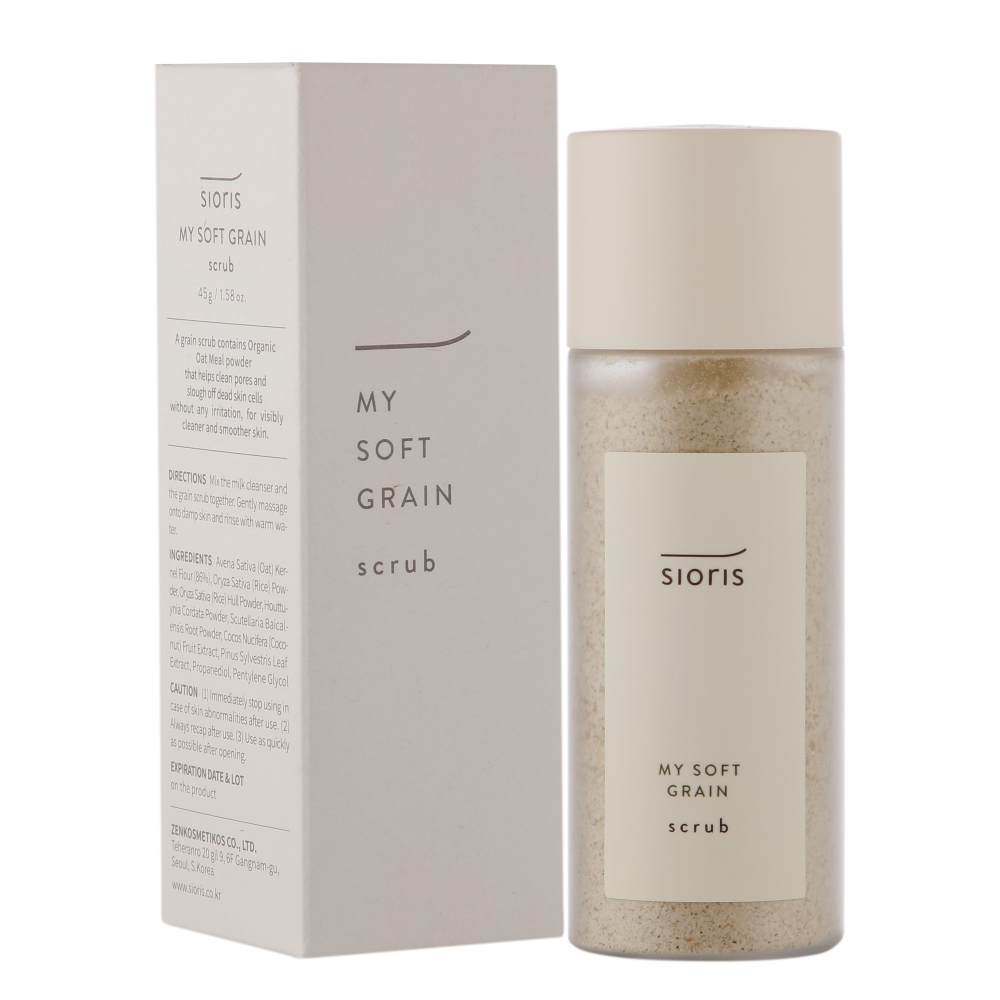 sioris
MY SOFT GRAIN
scrub
45g / 1.58 oz.
A grain scrub contains Organic
Oat Meal powder
that helps clean pores and
slough off dead skin cells
without any irritation, for visibly
cleaner and smoother skin.
DIRECTIONS Mix the milk cleanser and
the grain scrub together. Gently massage
onto damp skin and rinse with warm wa-
ter.
INGREDIENTS Avena Sativa (Oat) Ker-
nel Flour (86%), Oryza Sativa (Rice) Pow-
der, Oryza Sativa (Rice) Hull Powder, Houttu-
ynia Cordata Powder, Scutellaria Baical-
ensis Root Powder, Cocos Nucifera (Coco-
nut) Fruit Extract, Pinus Sylvestris Leaf
Extract, Propanediol, Pentylene Glycol
CAUTION (1) Immediately stop using in
case of skin abnormalities after use. (2)
Always recap after use. (3) Use as quickly
as possible after opening.
EXPIRATION DATE & LOT
on the product
ZENKOSMETIKOS CO., LTD.
Teheranro 20 gil 9, 6F Gangnam-gu,
Seoul, S.Korea
www.sioris.co.kr
MY
SOFT
GRAIN
scrub
sioris
MY SOFT
GRAIN
scrub